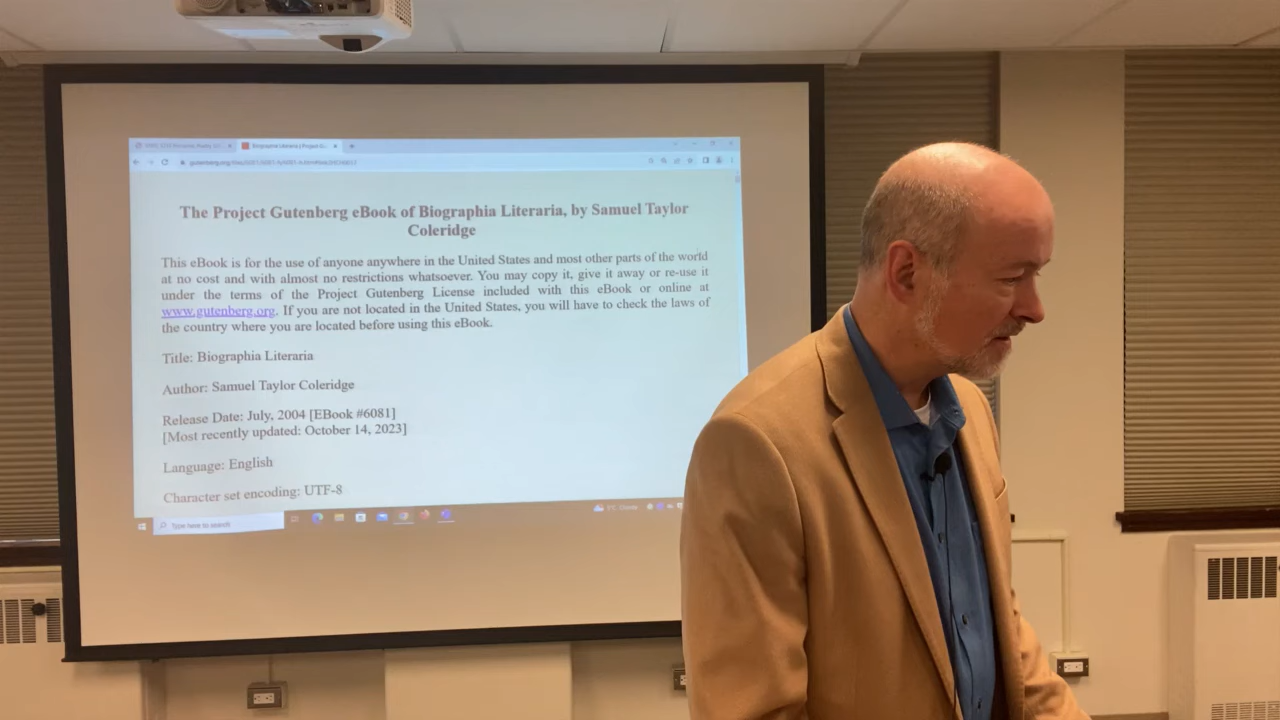 Biographia Literaria | Project G
The Project Gutenberg eBook of Biographia Literaria, by Samuel Taylor
Coleridge
This eBook is for the use of anyone anywhere in the United States and most other parts of the world
at no cost and with almost no restrictions whatsoever. You may copy it, give it away or re-use it
under the terms of the Project Gutenberg License included with this eBook or online at
www.gutenberg.org. If you are not located in the United States, you will have to check the laws of
the country where you are located before using this eBook.
Title: Biographia Literaria
Author: Samuel Taylor Coleridge
Release Date: July, 2004 [EBook #6081]
[Most recently updated: October 14, 2023]
Language: English
Character set encoding: UTF-8
Type here to search